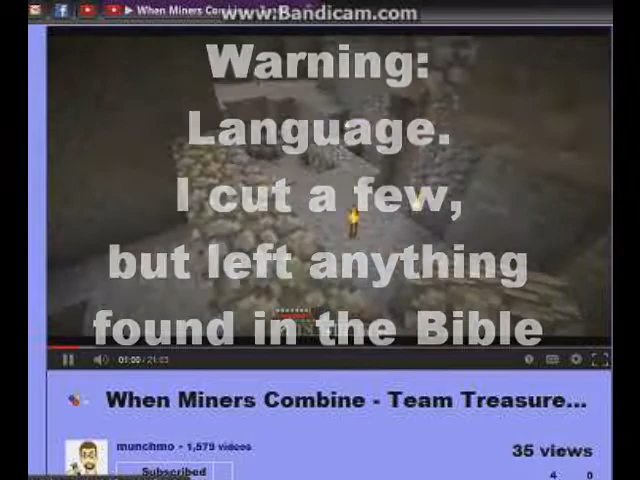 When Miners Com
www.Bandicam.com
Warning:
Language.
I cut a few,
but left anything
found in the Bible
01:00 / 21:03
When Miners Combine - Team Treasure...
munchmo - 1,579 videos
35 views
Subscribed
4 0